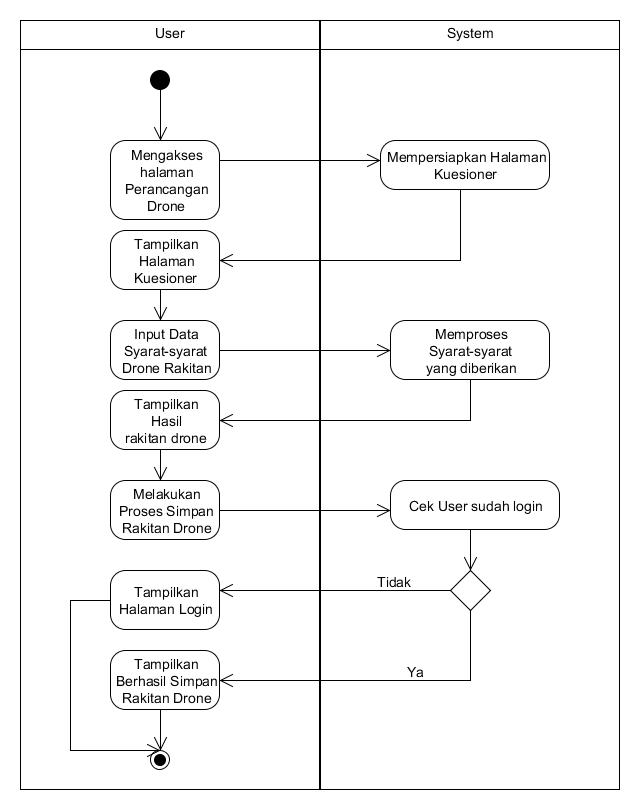 User
System
Mengakses
halaman
Perancangan
Drone
Mempersiapkan Halaman
Kuesioner
Tampilkan
Halaman
Kuesioner
Input Data
Syarat-syarat
Drone Rakitan
Memproses
Syarat-syarat
yang diberikan
Tampilkan
Hasil
rakitan drone
Melakukan
Proses Simpan
Rakitan Drone
Cek User sudah login
Tidak
Tampilkan
Halaman Login
Ya
Tampilkan
Berhasil Simpan
Rakitan Drone